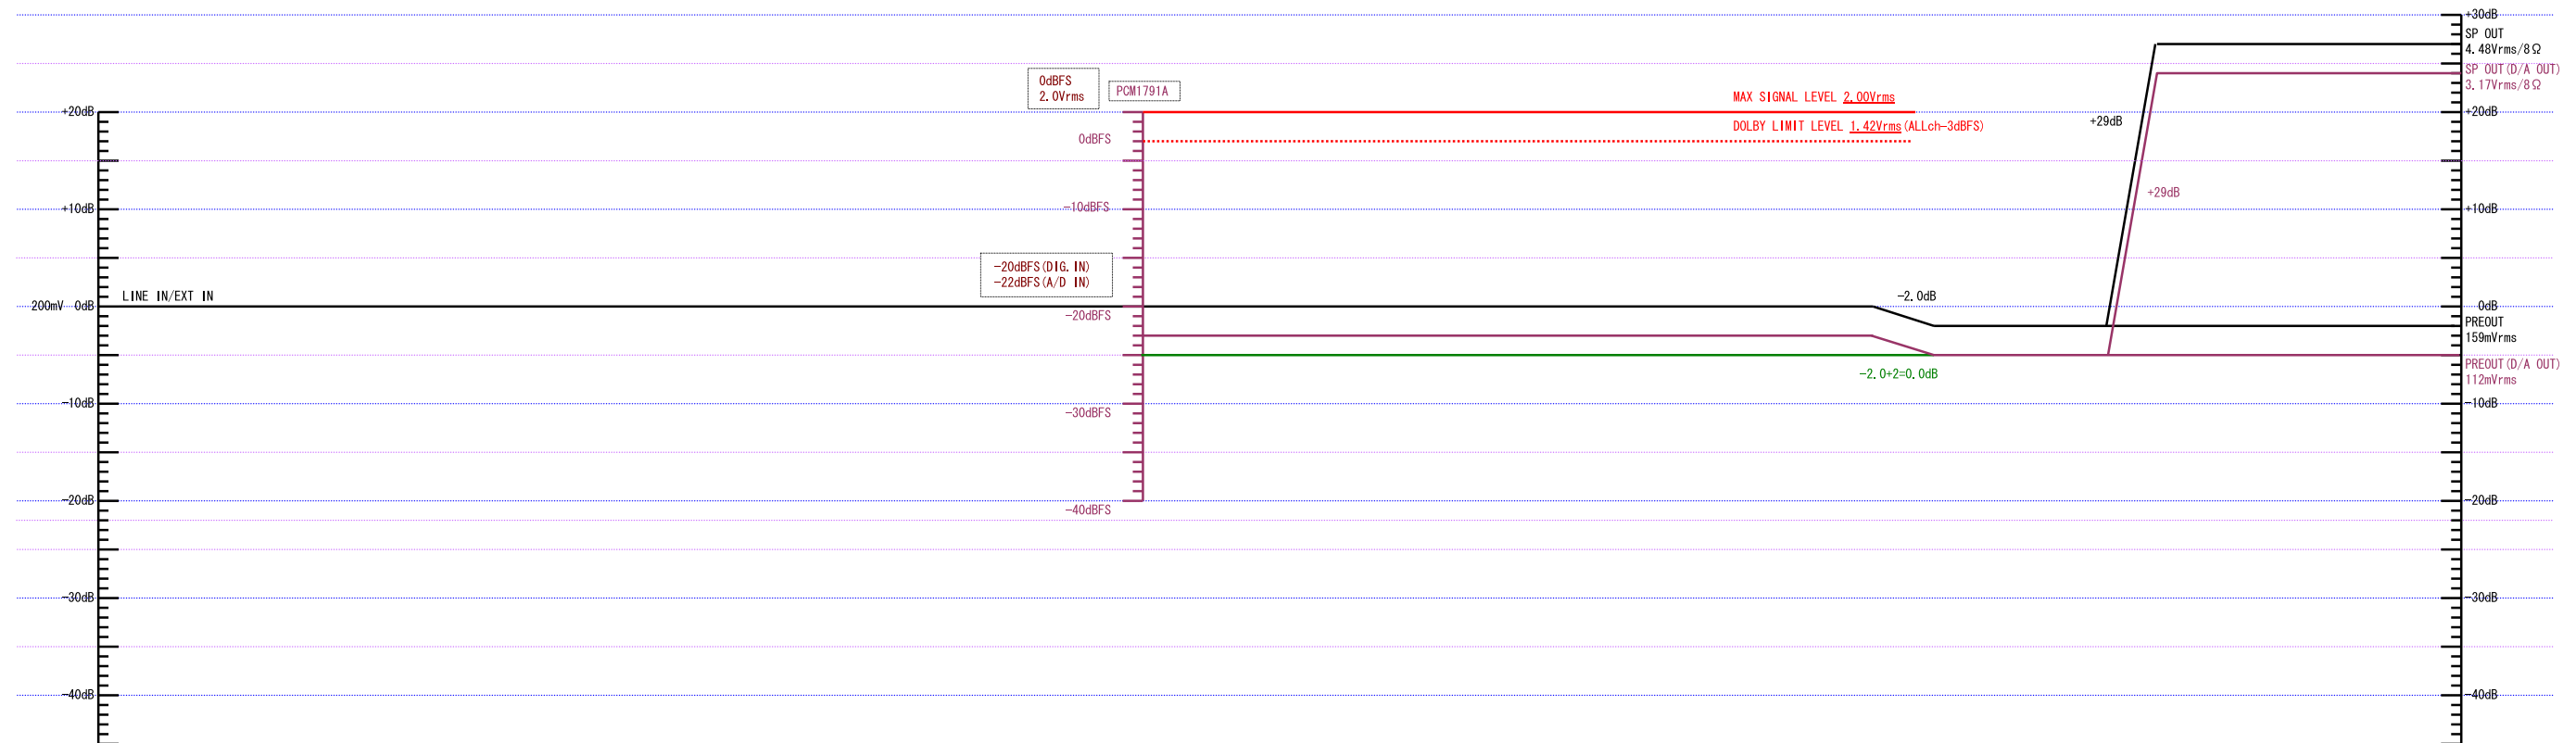 +30dB
SP OUT
4.48Vrms/8Ω
0dBFS
2.0Vrms
PCM1791A
SP OUT(D/A OUT)
3.17Vrms/8Ω
MAX SIGNAL LEVEL 2.00Vrms
+20dB
+20dB
DOLBY LIMIT LEVEL 1.42Vrms(ALLch-3dBFS)
+29dB
0dBFS
+29dB
+10dB
-10dBFS
+10dB
-20dBFS(DIG.IN)
-22dBFS(A/D IN)
LINE IN/EXT IN
-2.0dB
200mV 0dB
0dB
-20dBFS
PREOUT
159mVrms
PREOUT(D/A OUT)
112mVrms
-2.0+2=0.0dB
-10dB
-10dB
-30dBFS
-20dB
-20dB
-40dBFS
-30dB
-30dB
-40dB
-40dB